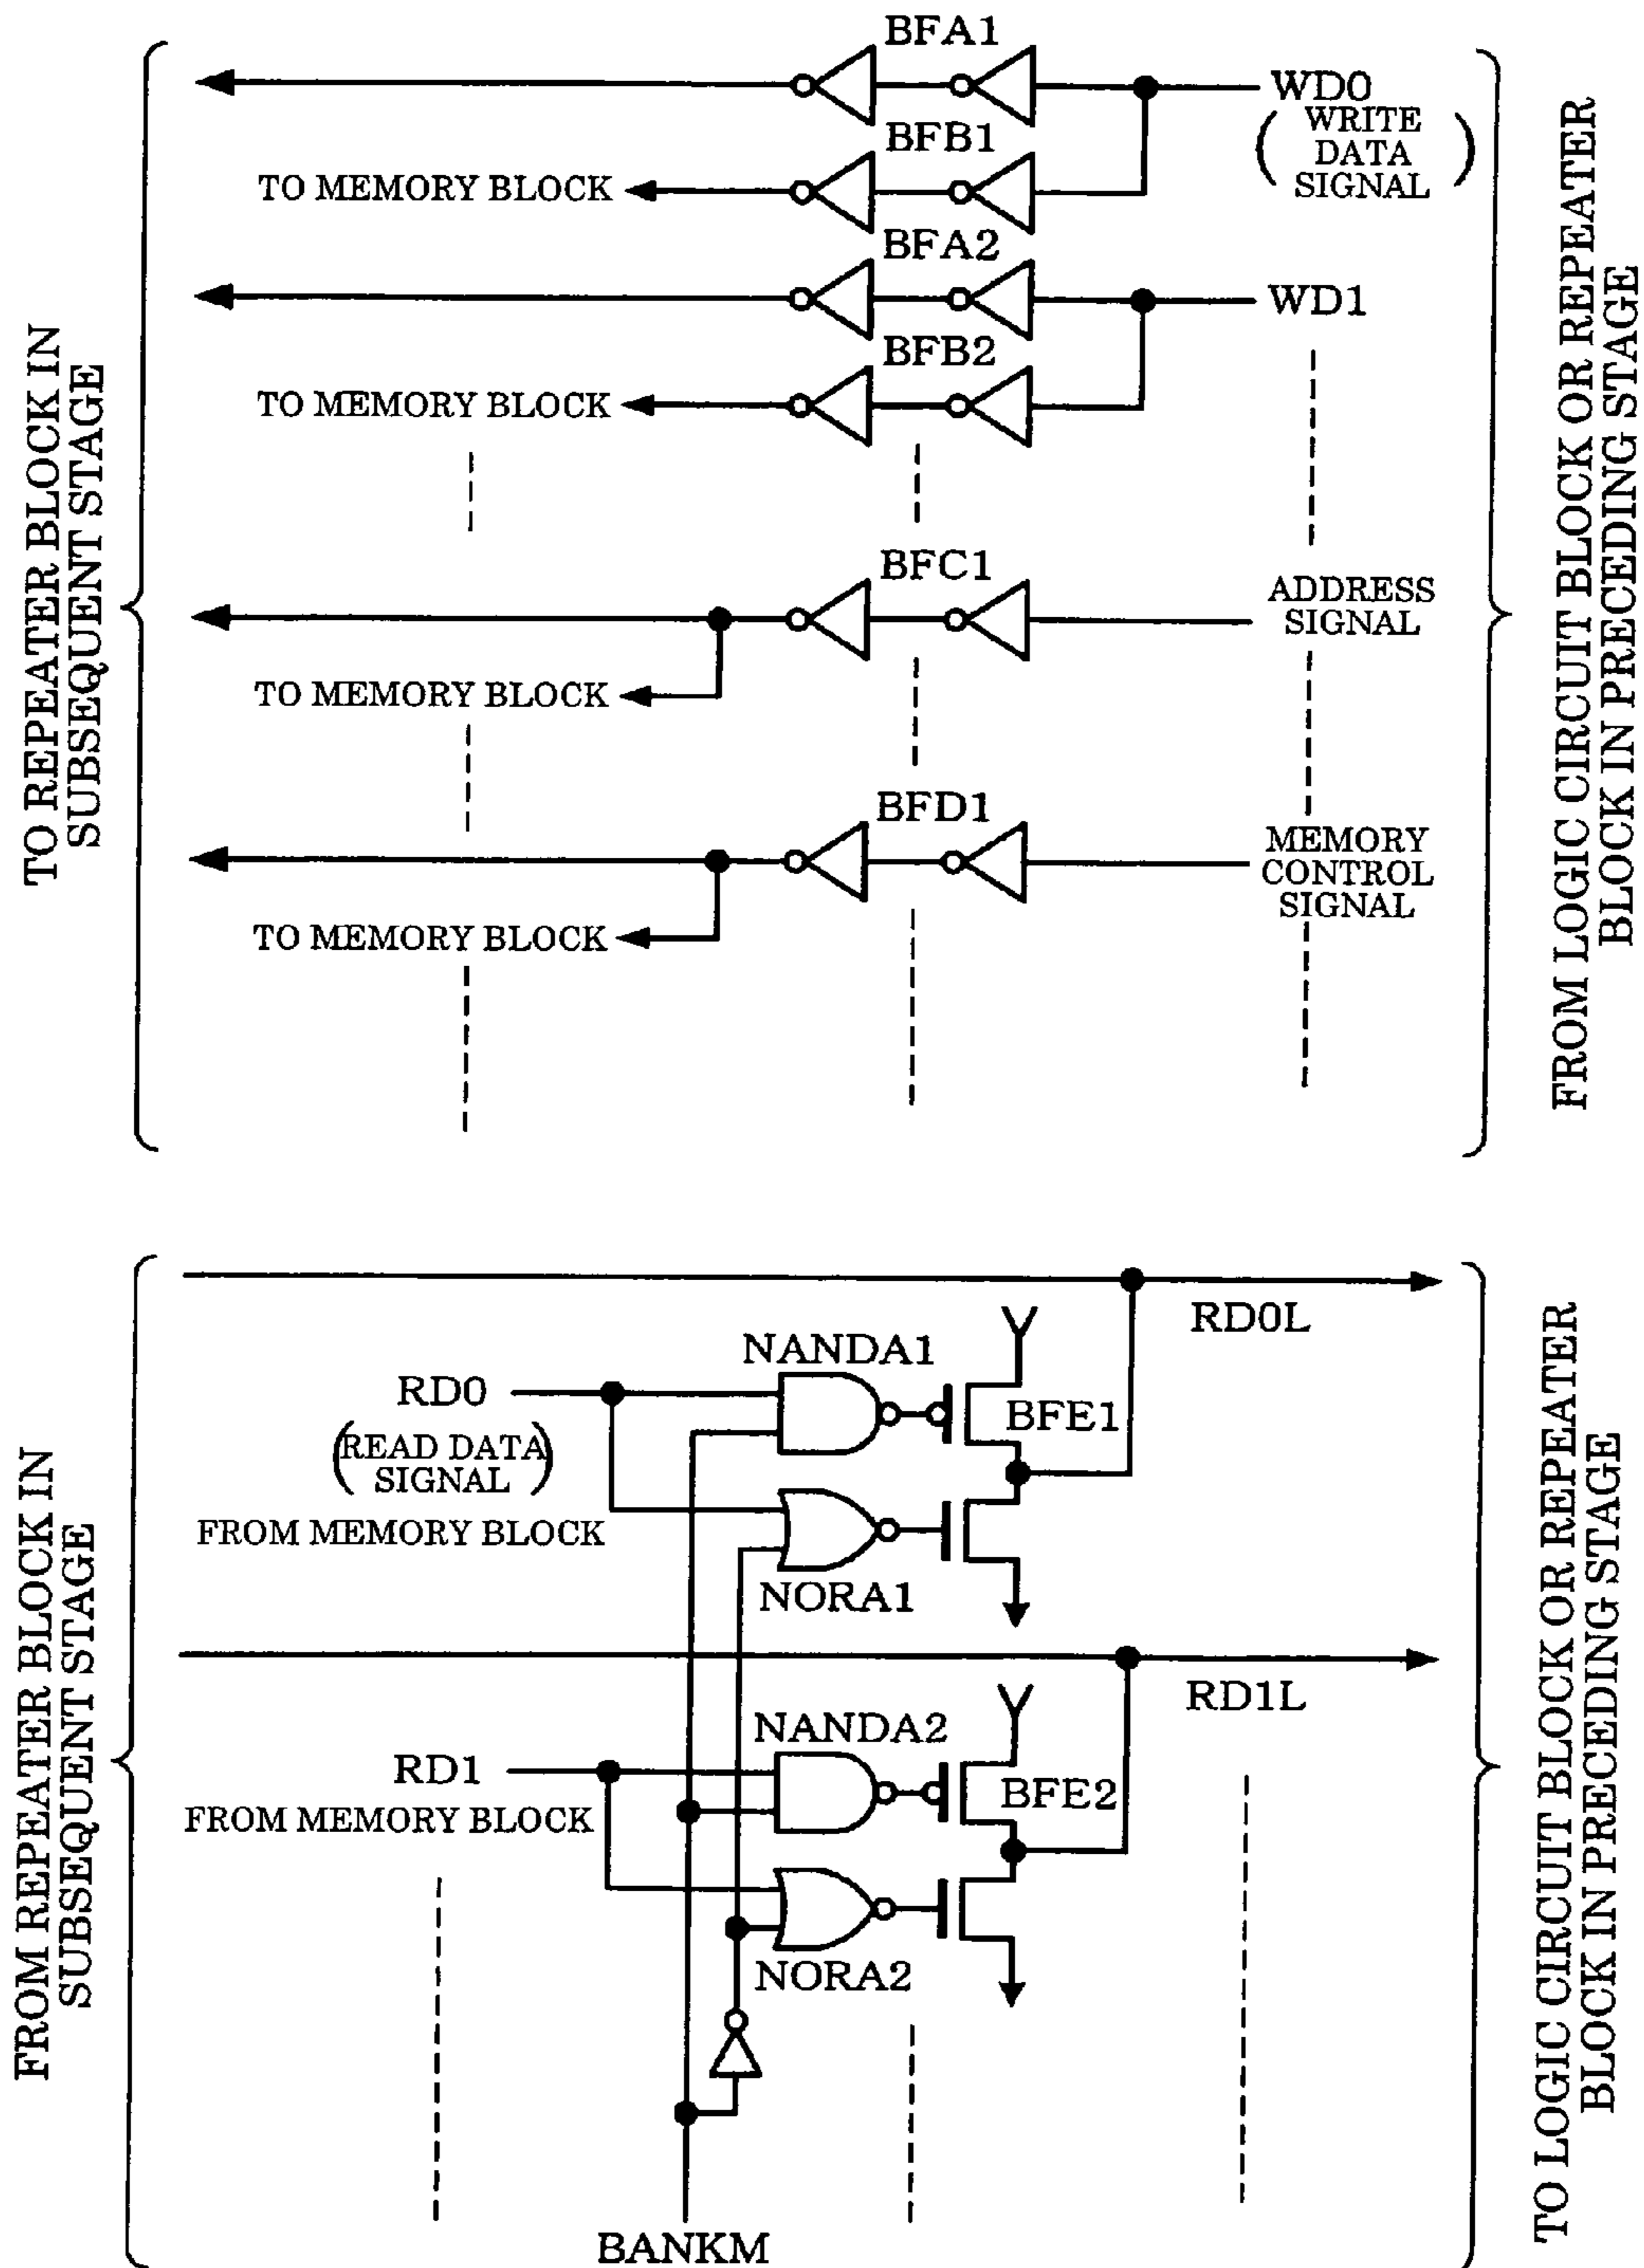 TO REPEATER BLOCK IN
SUBSEQUENT STAGE
BFA1
WD0
( WRITE
DATA
SIGNAL )
BFB1
TO MEMORY BLOCK
BFA2
WD1
BFB2
TO MEMORY BLOCK
BFC1
ADDRESS
SIGNAL
TO MEMORY BLOCK
BFD1
MEMORY
CONTROL
SIGNAL
TO MEMORY BLOCK
FROM LOGIC CIRCUIT BLOCK OR REPEATER
BLOCK IN PRECEDING STAGE
FROM REPEATER BLOCK IN
SUBSEQUENT STAGE
RD0L
NANDA1
RD0
BFE1
(READ DATA
SIGNAL)
FROM MEMORY BLOCK
NORA1
RD1L
NANDA2
RD1
BFE2
FROM MEMORY BLOCK
NORA2
BANKM
TO LOGIC CIRCUIT BLOCK OR REPEATER
BLOCK IN PRECEDING STAGE